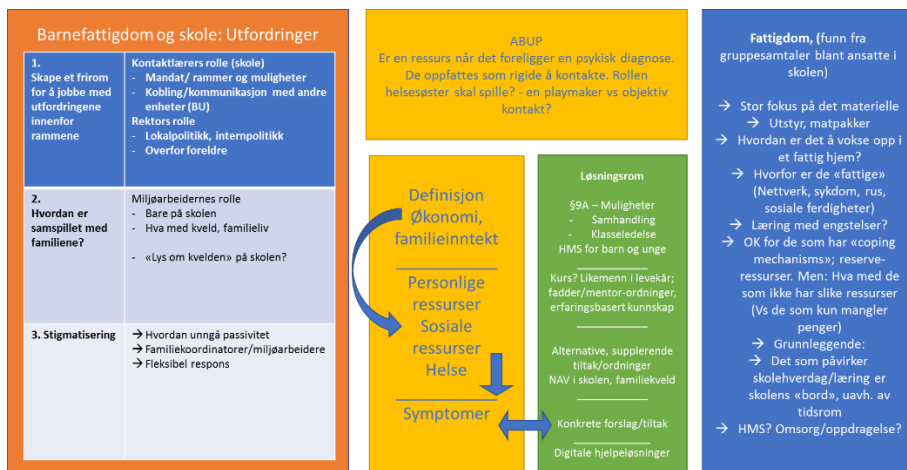 Barnefattigdom og skole: Utfordringer
1.
Skape et frirom
for å jobbe med
utfordringene
innenfor
rammene
Kontaktlærers rolle (skole)
- Mandat/ rammer og muligheter
- Kobling/kommunikasjon med andre
enheter (BU)
Rektors rolle
- Lokalpolitikk, internpolitikk
- Overfor foreldre
2.
Hvordan er
samspillet med
familiene?
Miljøarbeidernes rolle
- Bare på skolen
- Hva med kveld, familieliv
- «Lys om kvelden» på skolen?
3. Stigmatisering
→ Hvordan unngå passivitet
→ Familiekoordinatorer/miljøarbeidere
→ Fleksibel respons
ABUP
Er en ressurs når det foreligger en psykisk diagnose.
De oppfattes som rigide å kontakte. Rollen
helsesøster skal spille? - en playmaker vs objektiv
kontakt?
Definisjon
Økonomi,
familieinntekt
Personlige
ressurser
Sosiale
ressurser
Helse
Symptomer
Løsningsrom
§9A – Muligheter
- Samhandling
- Klasseledelse
HMS for barn og unge
Kurs? Likemenn i levekår;
fadder/mentor-ordninger,
erfaringsbasert kunnskap
Alternative, supplerende
tiltak/ordninger
NAV i skolen, familiekveld
Konkrete forslag/tiltak
Digitale hjelpeløsninger
Fattigdom, (funn fra
gruppesamtaler blant ansatte i
skolen)
→ Stor fokus på det materielle
→ Utstyr, matpakker
→ Hvordan er det å vokse opp i
et fattig hjem?
→ Hvorfor er de «fattige»
(Nettverk, sykdom, rus,
sosiale ferdigheter)
→ Læring med engstelser?
→ OK for de som har «coping
mechanisms»; reserve-
ressurser. Men: Hva med de
som ikke har slike ressurser
(Vs de som kun mangler
penger)
→ Grunnleggende:
→ Det som påvirker
skolehverdag/læring er
skolens «bord», uavh. av
tidsrom
→ HMS? Omsorg/oppdragelse?